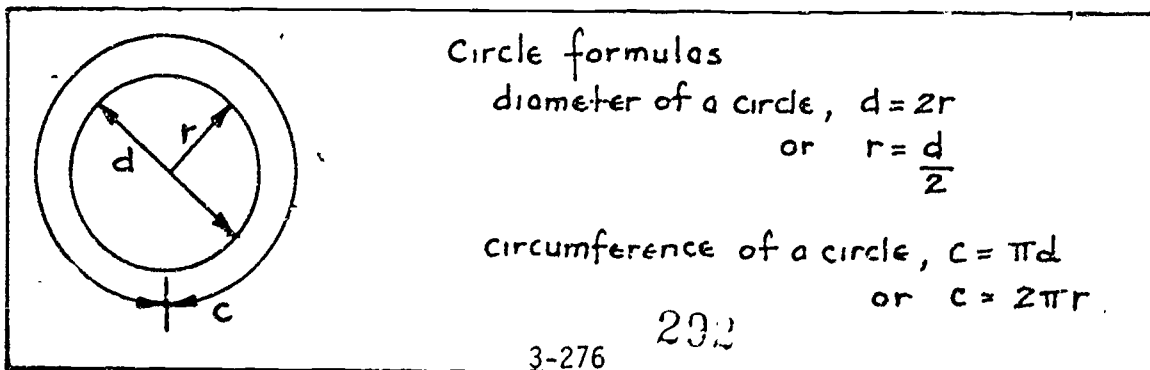 Circle formulas
diameter of a circle, d = 2r
or r = d/2
r
d
circumference of a circle, c = πd
or c = 2πr
c
3-276